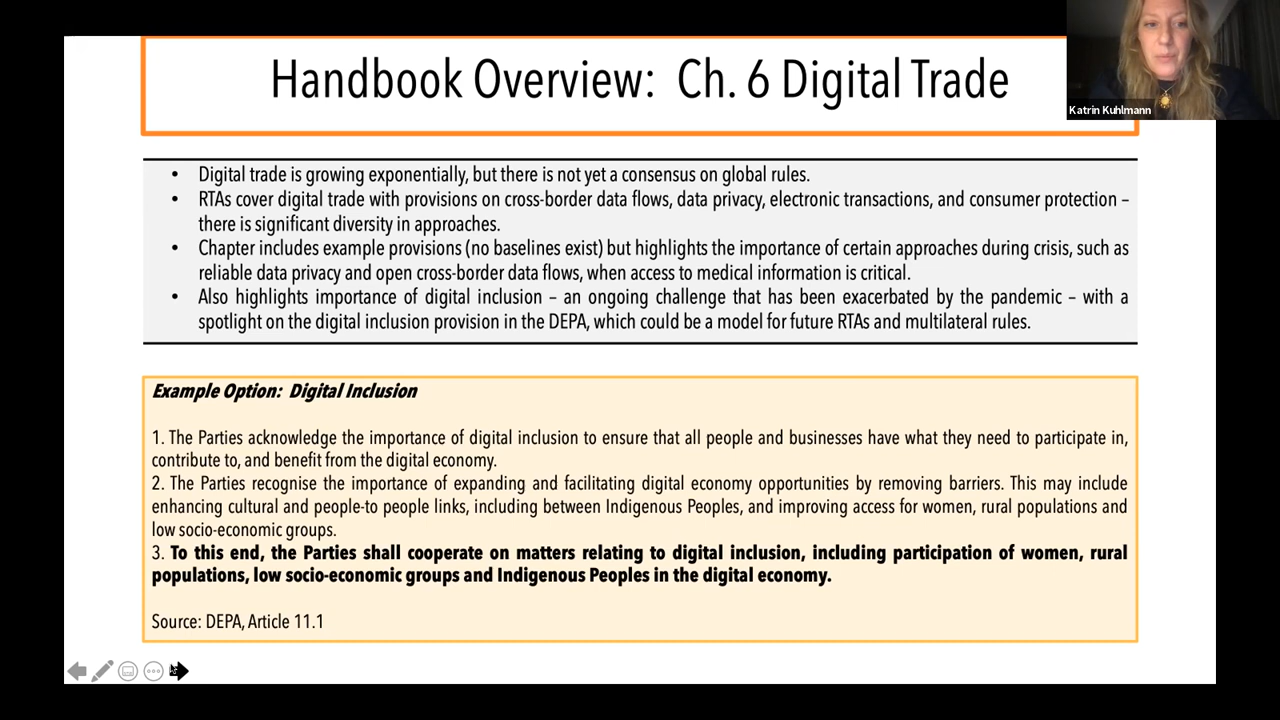 Handbook Overview: Ch. 6 Digital Trade
Katrin Kuhlmann
• Digital trade is growing exponentially, but there is not yet a consensus on global rules.
• RTAs cover digital trade with provisions on cross-border data flows, data privacy, electronic transactions, and consumer protection –
there is significant diversity in approaches.
• Chapter includes example provisions (no baselines exist) but highlights the importance of certain approaches during crisis, such as
reliable data privacy and open cross-border data flows, when access to medical information is critical.
• Also highlights importance of digital inclusion – an ongoing challenge that has been exacerbated by the pandemic – with a
spotlight on the digital inclusion provision in the DEPA, which could be a model for future RTAs and multilateral rules.
Example Option: Digital Inclusion
1. The Parties acknowledge the importance of digital inclusion to ensure that all people and businesses have what they need to participate in,
contribute to, and benefit from the digital economy.
2. The Parties recognise the importance of expanding and facilitating digital economy opportunities by removing barriers. This may include
enhancing cultural and people-to people links, including between Indigenous Peoples, and improving access for women, rural populations and
low socio-economic groups.
3. To this end, the Parties shall cooperate on matters relating to digital inclusion, including participation of women, rural
populations, low socio-economic groups and Indigenous Peoples in the digital economy.
Source: DEPA, Article 11.1